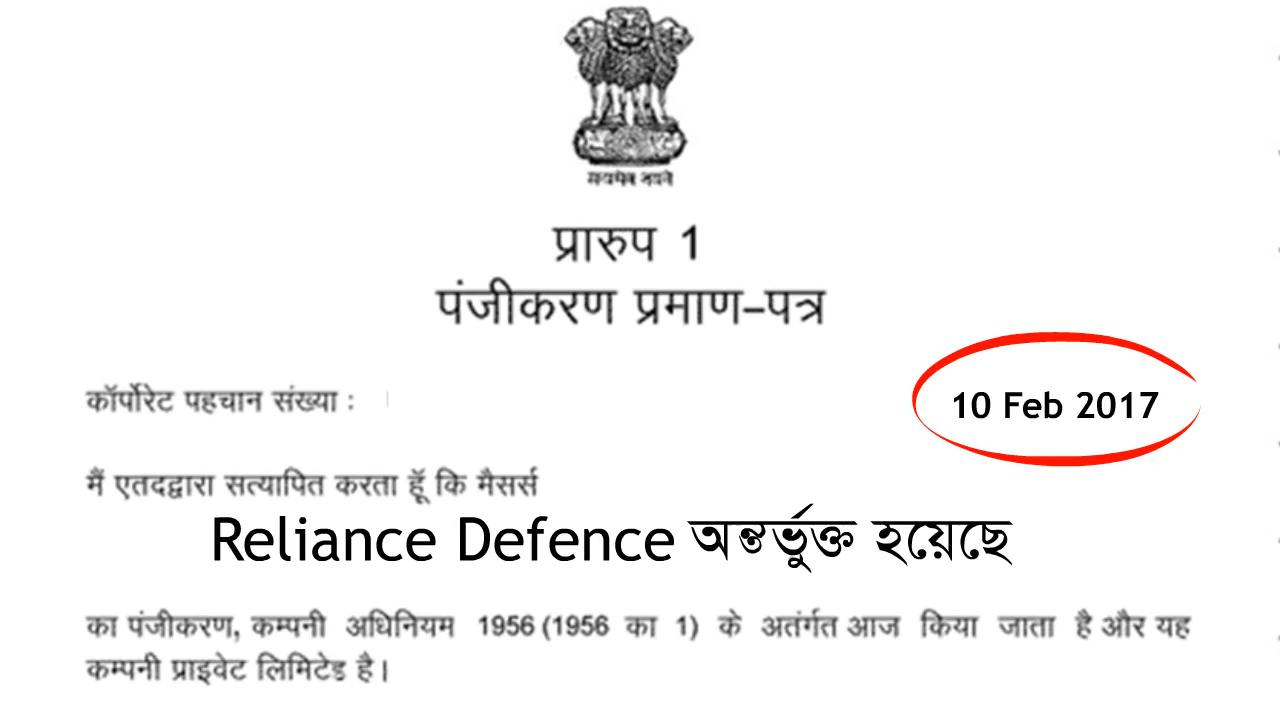 प्रारुप 1
पंजीकरण प्रमाण–पत्र
कॉर्पोरेट पहचान संख्या :
10 Feb 2017
मैं एतदद्वारा सत्यापित करता हूँ कि मैसर्स
Reliance Defence অন্তর্ভুক্ত হয়েছে
का पंजीकरण, कम्पनी अधिनियम 1956 (1956 का 1) के अतंर्गत आज किया जाता है और यह
कम्पनी प्राइवेट लिमिटेड है।